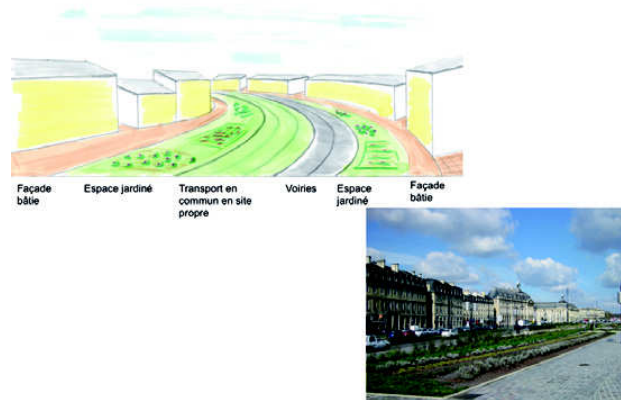 Façade Espace jardiné Transport en Voiries Espace Façade
bâtie commun en site jardiné bâtie
propre